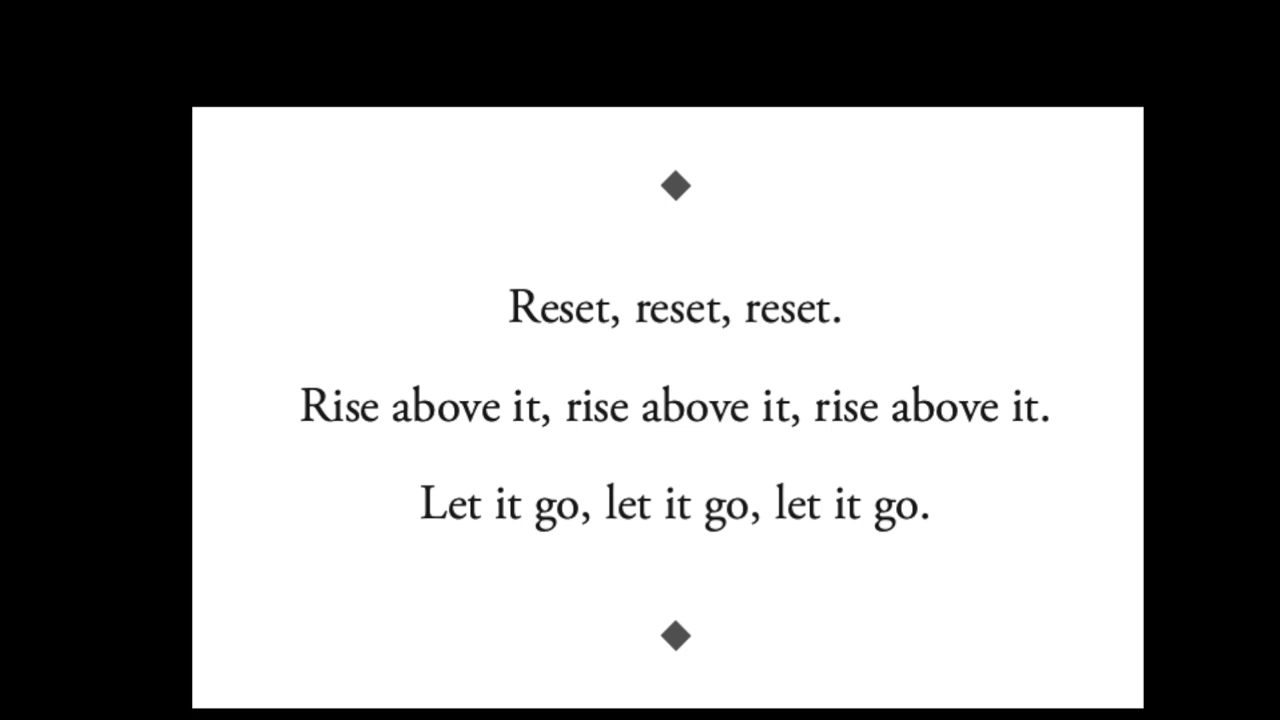 Reset, reset, reset.
Rise above it, rise above it, rise above it.
Let it go, let it go, let it go.